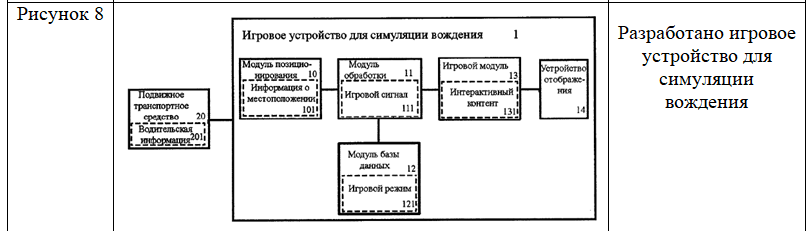 Рисунок 8
Игровое устройство для симуляции вождения 1
Модуль позицио-
нирования 10
Информация о
местоположении
101
Модуль
обработки 11
Игровой сигнал
111
Игровой модуль
13
Интерактивный
контент
131
Устройство
отображе-
ния
14
Подвижное
транспортное
средство 20
Водительская
информация 201
Модуль базы
данных 12
Игровой режим
121
Разработано игровое
устройство для
симуляции
вождения